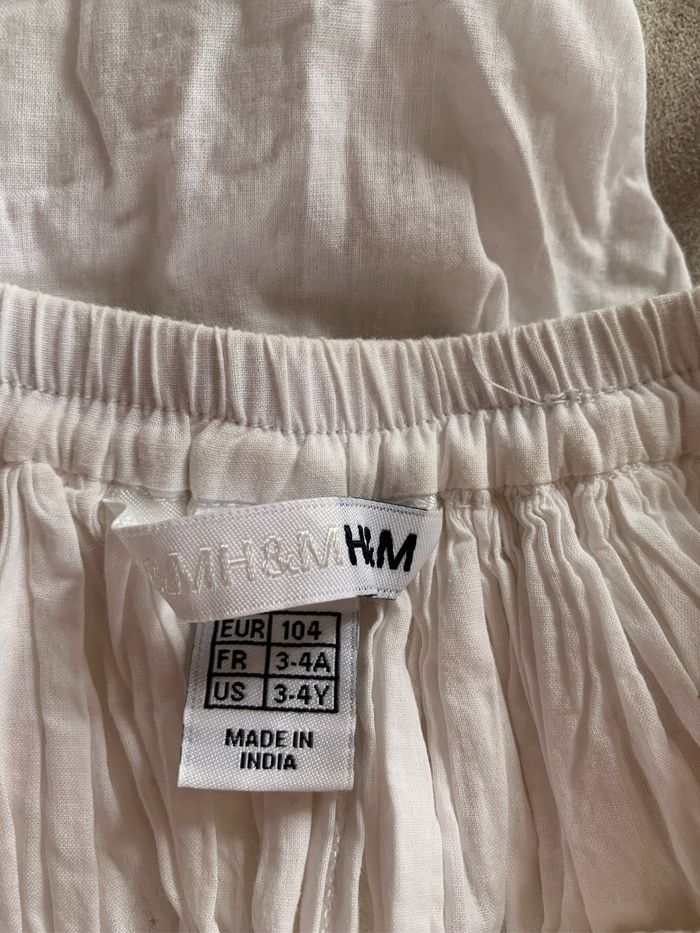 MH&MH&M
EUR 104
FR 3-4A
US 3-4Y
MADE IN
INDIA